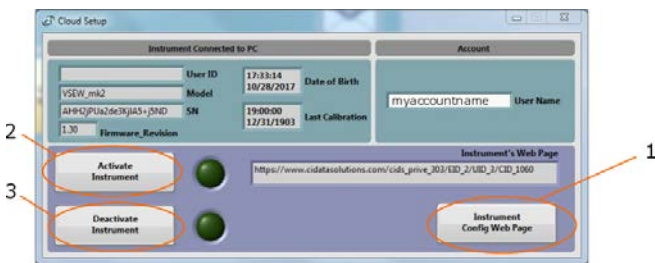 Cloud Setup
Instrument Connected to PC
Account
User ID
17:33:14
10/28/2017
Date of Birth
VSEW_mk2
Model
AHH2jPUa2de3KjIA5+j5ND
SN
19:00:00
12/31/1903
Last Calibration
1.30
Firmware_Revision
myaccountname
User Name
2
Activate
Instrument
Instrument's Web Page
https://www.cidatasolutions.com/cids_prive_303/EID_2/UID_3/CID_1060
1
3
Deactivate
Instrument
Instrument
Config Web Page